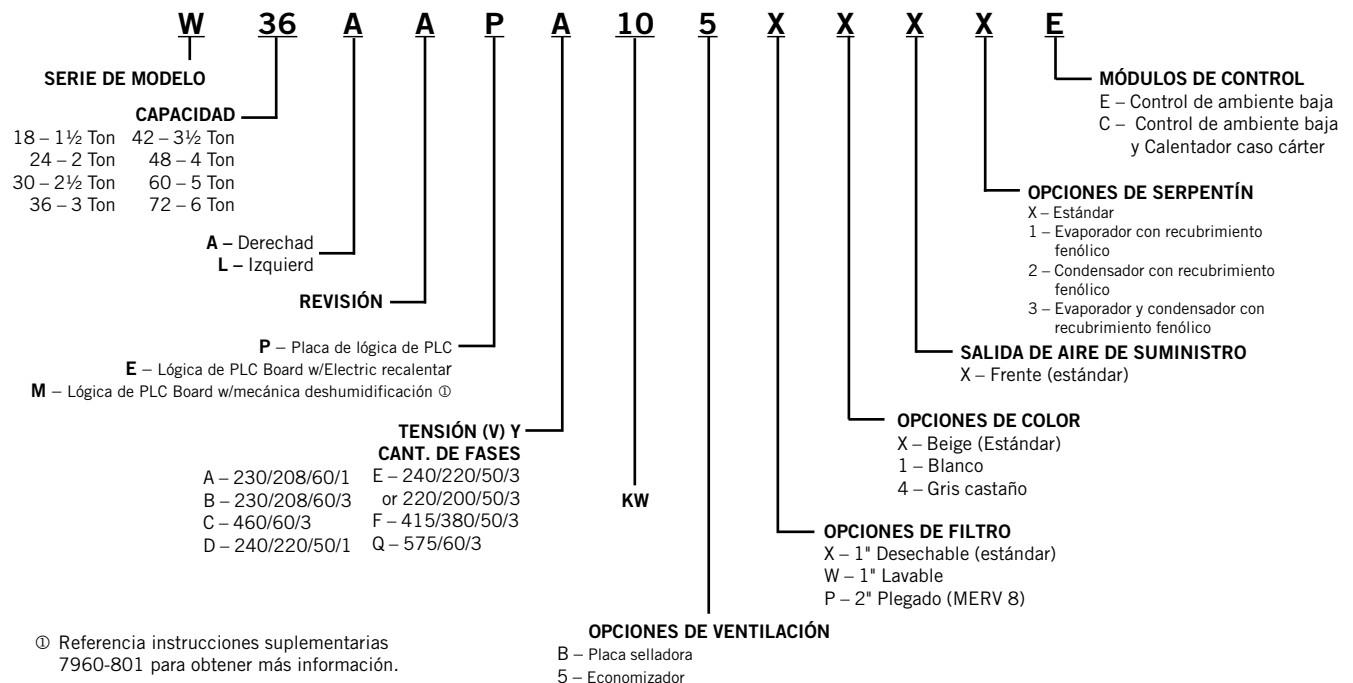 W 36 A A P A 10 5 X X X X E
SERIE DE MODELO
CAPACIDAD
18 – 1½ Ton 42 – 3½ Ton
24 – 2 Ton 48 – 4 Ton
30 – 2½ Ton 60 – 5 Ton
36 – 3 Ton 72 – 6 Ton
A – Derechad
L – Izquierd
REVISIÓN
P – Placa de lógica de PLC
E – Lógica de PLC Board w/Electric recalentar
M – Lógica de PLC Board w/mecánica deshumidificación ①
TENSIÓN (V) Y
CANT. DE FASES
A – 230/208/60/1 E – 240/220/50/3
B – 230/208/60/3 or 220/200/50/3
C – 460/60/3 F – 415/380/50/3
D – 240/220/50/1 Q – 575/60/3
KW
OPCIONES DE VENTILACIÓN
B – Placa selladora
5 – Economizador
OPCIONES DE FILTRO
X – 1" Desechable (estándar)
W – 1" Lavable
P – 2" Plegado (MERV 8)
OPCIONES DE COLOR
X – Beige (Estándar)
1 – Blanco
4 – Gris castaño
SALIDA DE AIRE DE SUMINISTRO
X – Frente (estándar)
OPCIONES DE SERPENTÍN
X – Estándar
1 – Evaporador con recubrimiento
fenólico
2 – Condensador con recubrimiento
fenólico
3 – Evaporador y condensador con
recubrimiento fenólico
MÓDULOS DE CONTROL
E – Control de ambiente baja
C – Control de ambiente baja
y Calentador caso cárter
① Referencia instrucciones suplementarias
7960-801 para obtener más información.